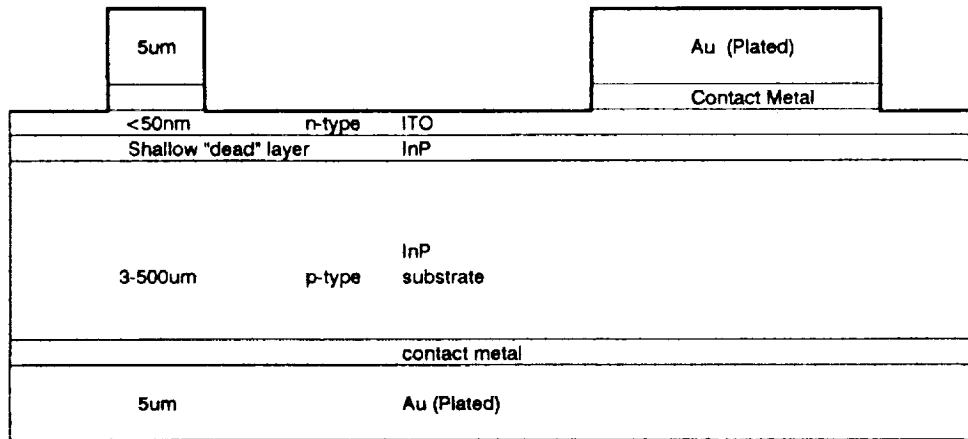 5um Au (Plated)
Contact Metal
<50nm n-type ITO
Shallow "dead" layer InP
InP
3-500um p-type substrate
contact metal
5um Au (Plated)